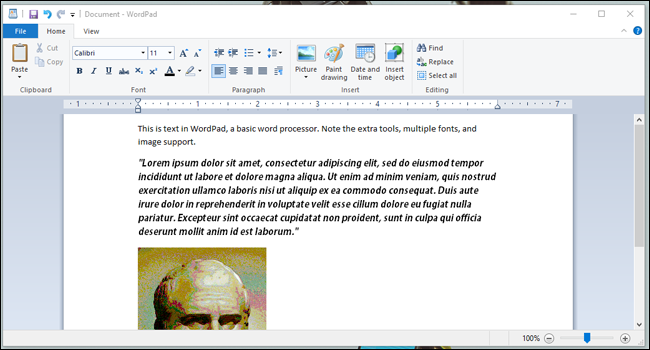 Document - WordPad
File Home View
Paste
Cut
Copy
Clipboard
Calibri 11
B I U abc X₂ X² A
Font
Paragraph
Picture
Paint drawing
Date and time
Insert object
Insert
Find
Replace
Select all
Editing
1 1 2 3 4 5 7
This is text in WordPad, a basic word processor. Note the extra tools, multiple fonts, and
image support.
"Lorem ipsum dolor sit amet, consectetur adipiscing elit, sed do eiusmod tempor
incididunt ut labore et dolore magna aliqua. Ut enim ad minim veniam, quis nostrud
exercitation ullamco laboris nisi ut aliquip ex ea commodo consequat. Duis aute
irure dolor in reprehenderit in voluptate velit esse cillum dolore eu fugiat nulla
pariatur. Excepteur sint occaecat cupidatat non proident, sunt in culpa qui officia
deserunt mollit anim id est laborum."
100%